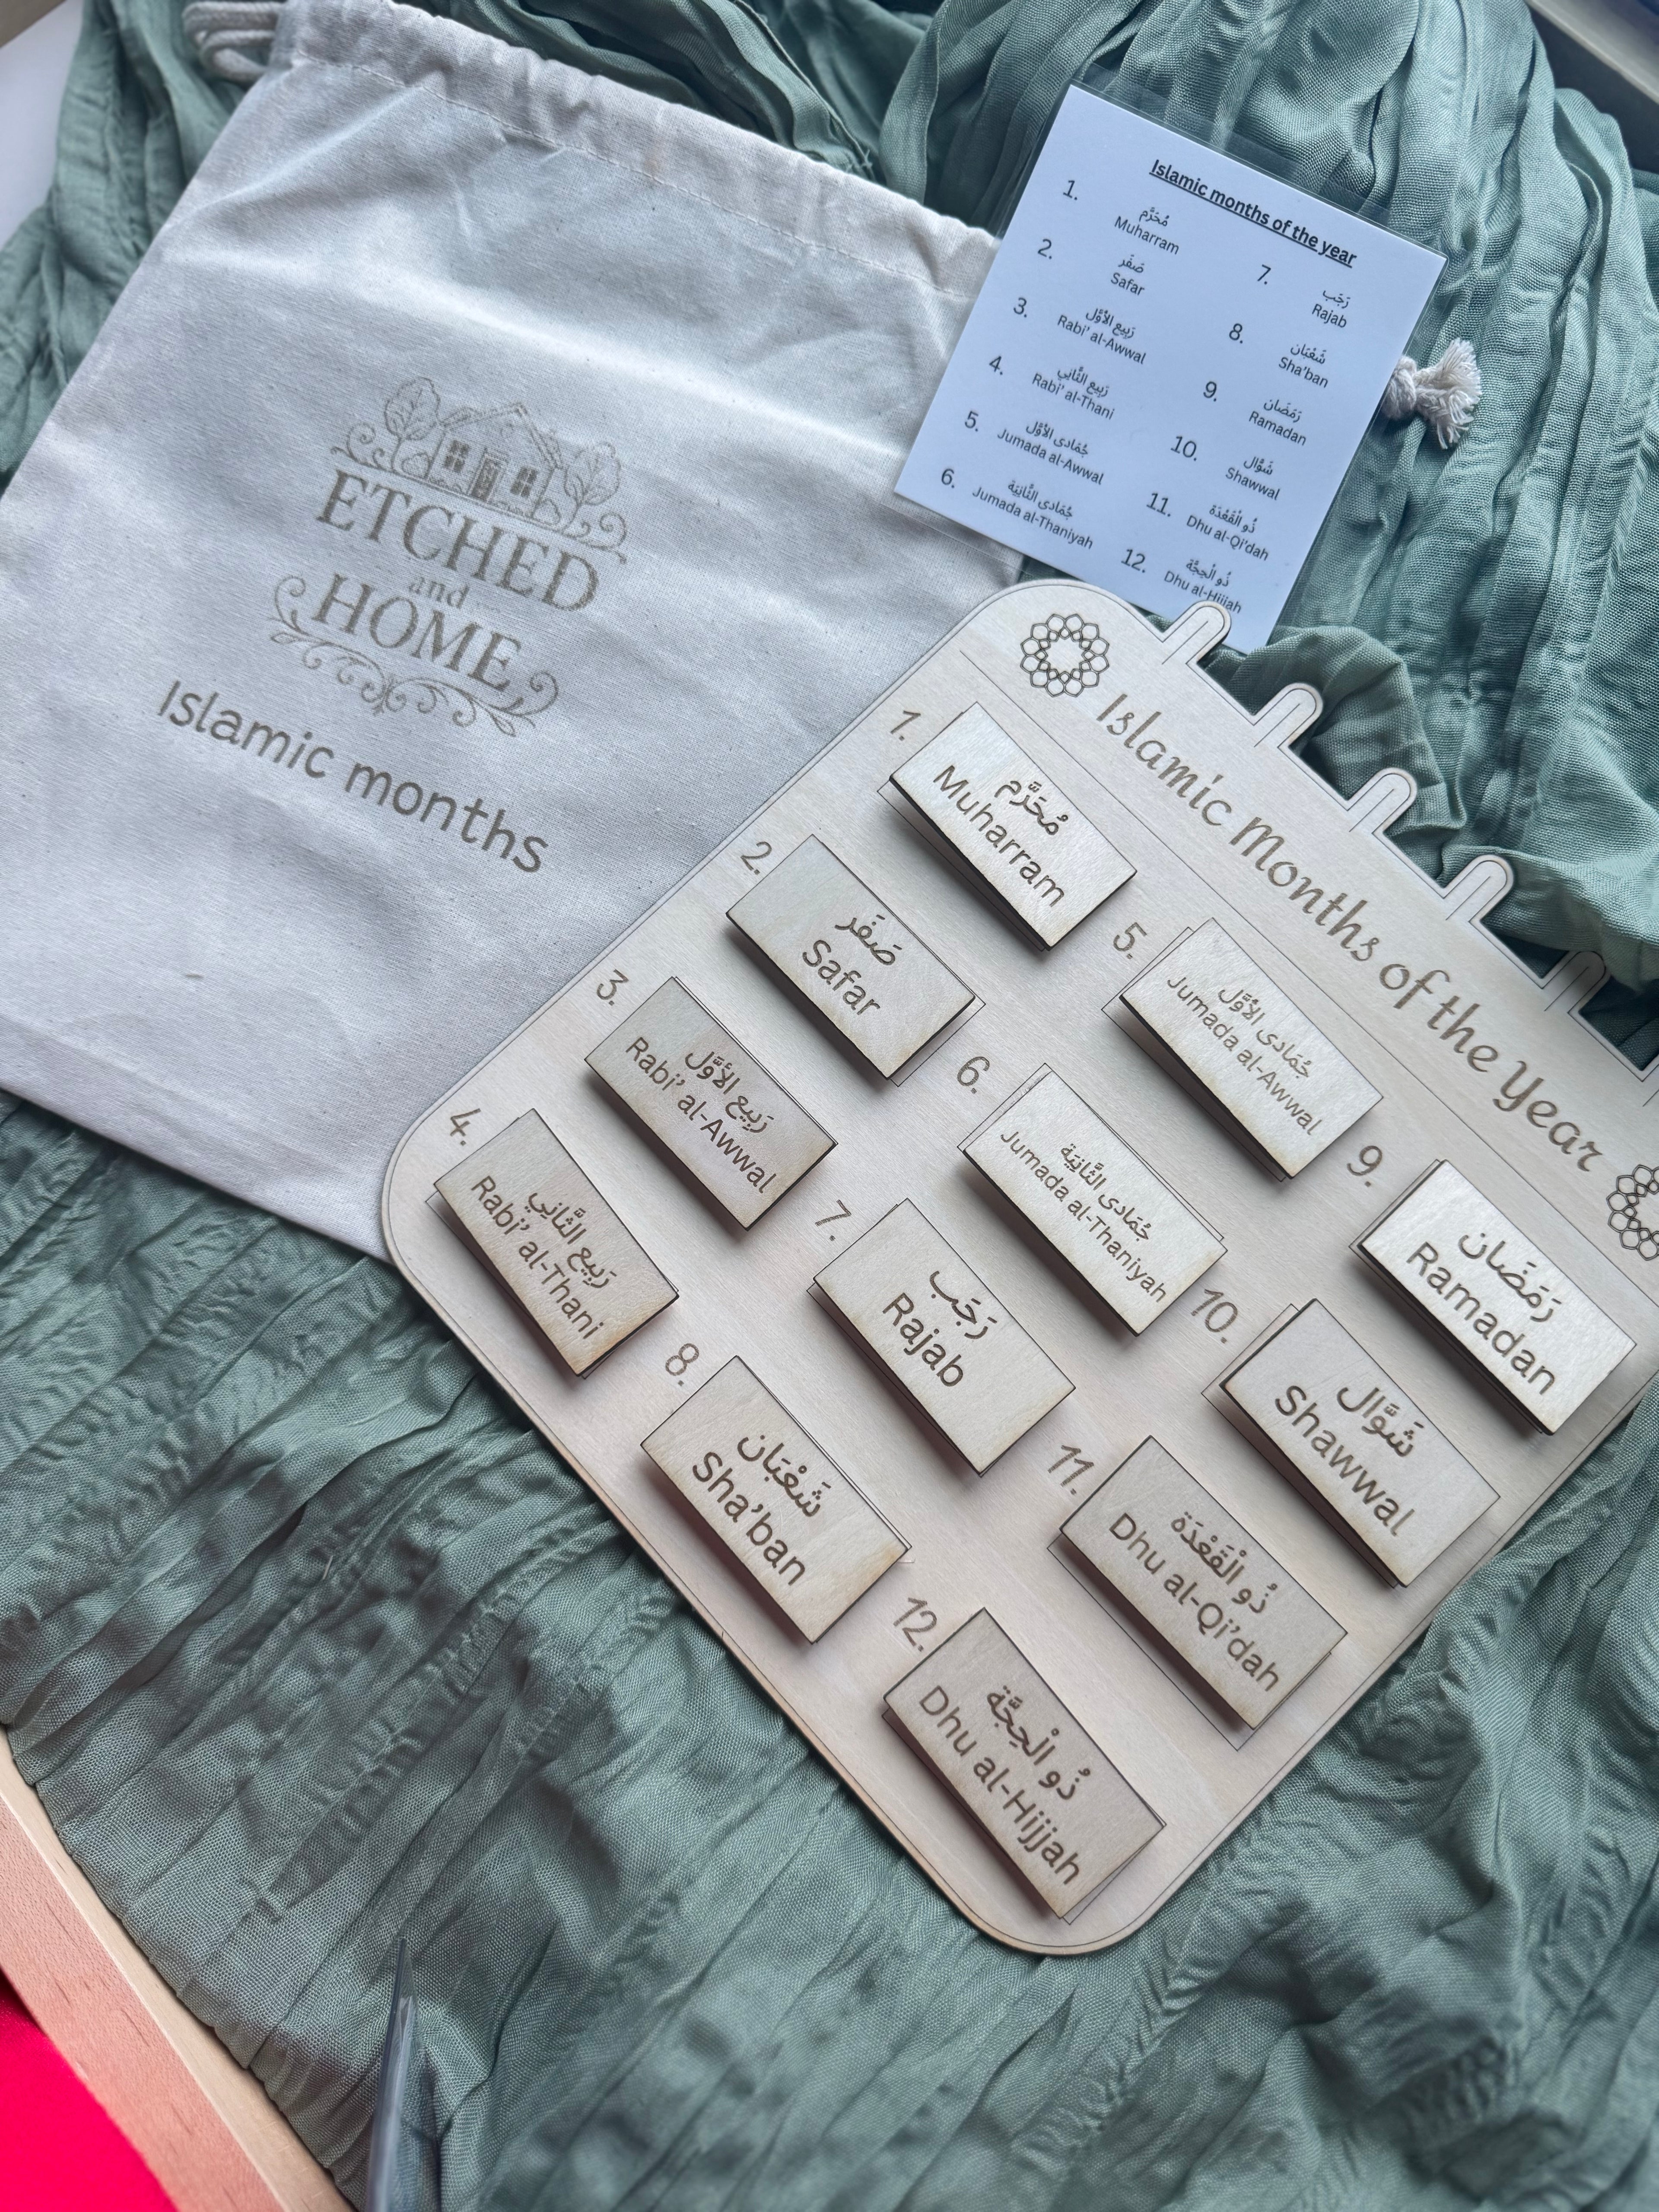 ETCHED
and
HOME
Islamic months
Islamic months of the year
1.
مُحَرَّم
Muharram
2.
صَفَر
Safar
3.
رَبِيع الأوَّل
Rabi' al-Awwal
4.
رَبِيع الثَّانِي
Rabi' al-Thani
5.
جُمَادى الأوَّل
Jumada al-Awwal
6.
جُمَادى الثَّانِيَة
Jumada al-Thaniyah
7.
رَجَب
Rajab
8.
شَعْبَان
Sha'ban
9.
رَمَضَان
Ramadan
10.
شَوَّال
Shawwal
11.
ذُو الْقَعْدَة
Dhu al-Qi'dah
12.
ذُو الْحِجَّة
Dhu al-Hijjah
Islamic Months of the Year
1.
مُحَرَّم
Muharram
2.
صَفَر
Safar
3.
رَبِيع الأَوَّل
Rabi' al-Awwal
4.
رَبِيع الثَّانِي
Rabi' al-Thani
5.
جُمَادى الأَوَّل
Jumada al-Awwal
6.
جُمَادى الثَّانِيَة
Jumada al-Thaniyah
7.
رَجَب
Rajab
8.
شَعْبَان
Sha'ban
9.
رَمَضَان
Ramadan
10.
شَوَّال
Shawwal
11.
ذُو الْقَعْدَة
Dhu al-Qi'dah
12.
ذُو الْحِجَّة
Dhu al-Hijjah